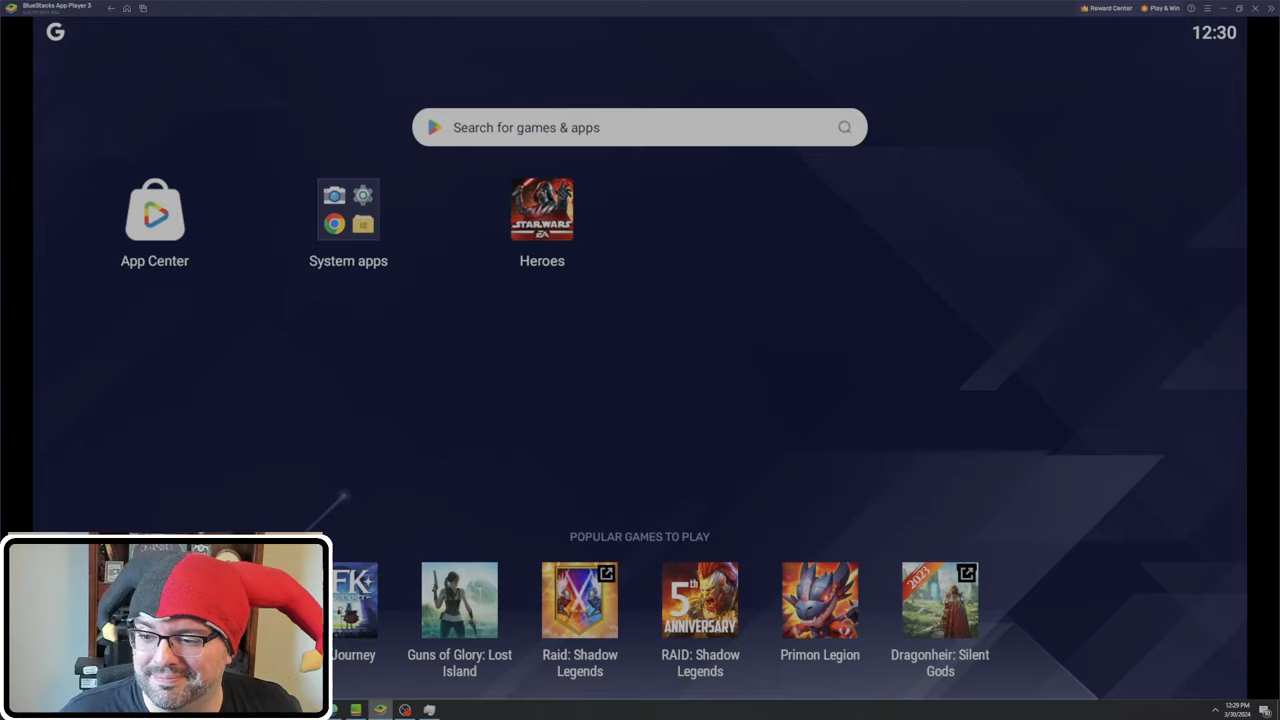 BlueStacks App Player 3
Reward Center
Play & Win
G
12:30
Search for games & apps
STAR WARS
EA
App Center
System apps
Heroes
POPULAR GAMES TO PLAY
FK
5th
ANNIVERSARY
2023
Journey
Guns of Glory: Lost
Island
Raid: Shadow
Legends
RAID: Shadow
Legends
Primon Legion
Dragonheir: Silent
Gods
12:29 PM
3/30/2024